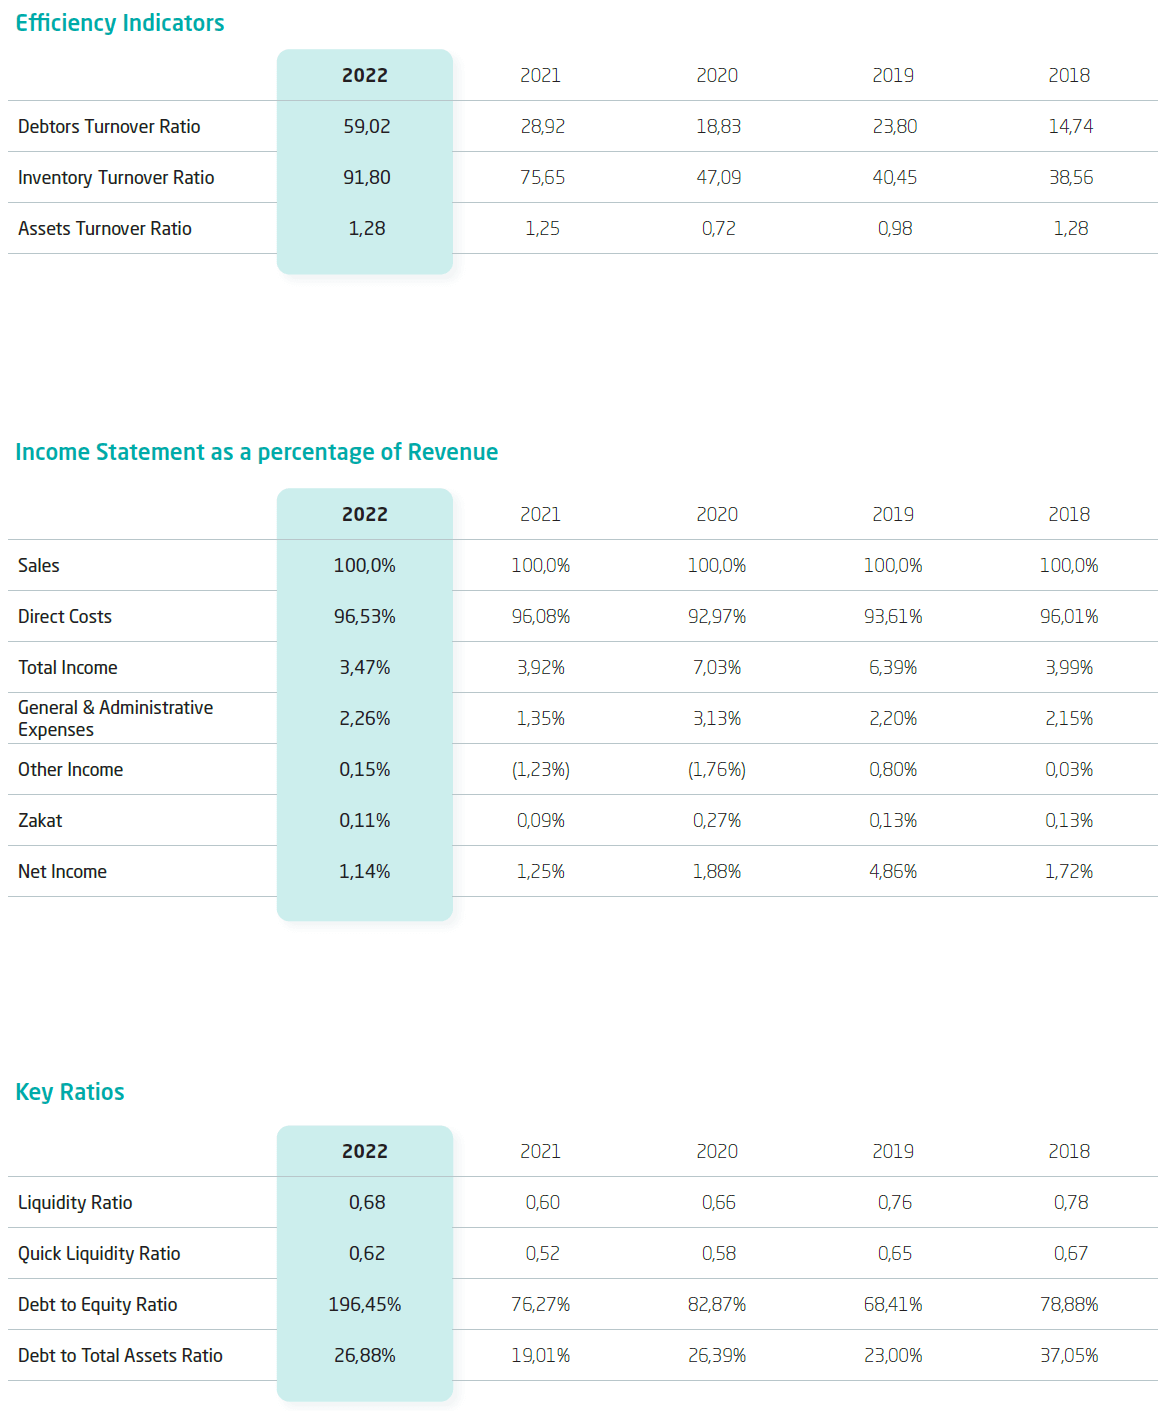 Efficiency Indicators
2022 2021 2020 2019 2018
Debtors Turnover Ratio 59,02 28,92 18,83 23,80 14,74
Inventory Turnover Ratio 91,80 75,65 47,09 40,45 38,56
Assets Turnover Ratio 1,28 1,25 0,72 0,98 1,28
Income Statement as a percentage of Revenue
2022 2021 2020 2019 2018
Sales 100,0% 100,0% 100,0% 100,0% 100,0%
Direct Costs 96,53% 96,08% 92,97% 93,61% 96,01%
Total Income 3,47% 3,92% 7,03% 6,39% 3,99%
General & Administrative
Expenses 2,26% 1,35% 3,13% 2,20% 2,15%
Other Income 0,15% (1,23%) (1,76%) 0,80% 0,03%
Zakat 0,11% 0,09% 0,27% 0,13% 0,13%
Net Income 1,14% 1,25% 1,88% 4,86% 1,72%
Key Ratios
2022 2021 2020 2019 2018
Liquidity Ratio 0,68 0,60 0,66 0,76 0,78
Quick Liquidity Ratio 0,62 0,52 0,58 0,65 0,67
Debt to Equity Ratio 196,45% 76,27% 82,87% 68,41% 78,88%
Debt to Total Assets Ratio 26,88% 19,01% 26,39% 23,00% 37,05%